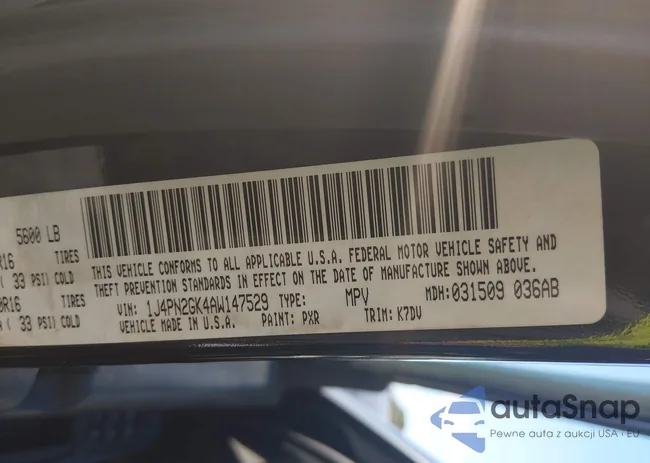 5600 LB
R16 TIRES
( 33 PSI) COLD
0R16 TIRES
( 33 PSI) COLD
THIS VEHICLE CONFORMS TO ALL APPLICABLE U.S.A. FEDERAL MOTOR VEHICLE SAFETY AND
THEFT PREVENTION STANDARDS IN EFFECT ON THE DATE OF MANUFACTURE SHOWN ABOVE.
VIN: 1J4PN2GK4AW147529 TYPE: MPV MDH: 031509 036AB
VEHICLE MADE IN U.S.A. PAINT: PXR TRIM: K7DV
autoSnap
Pewne auta z aukcji USA i EU